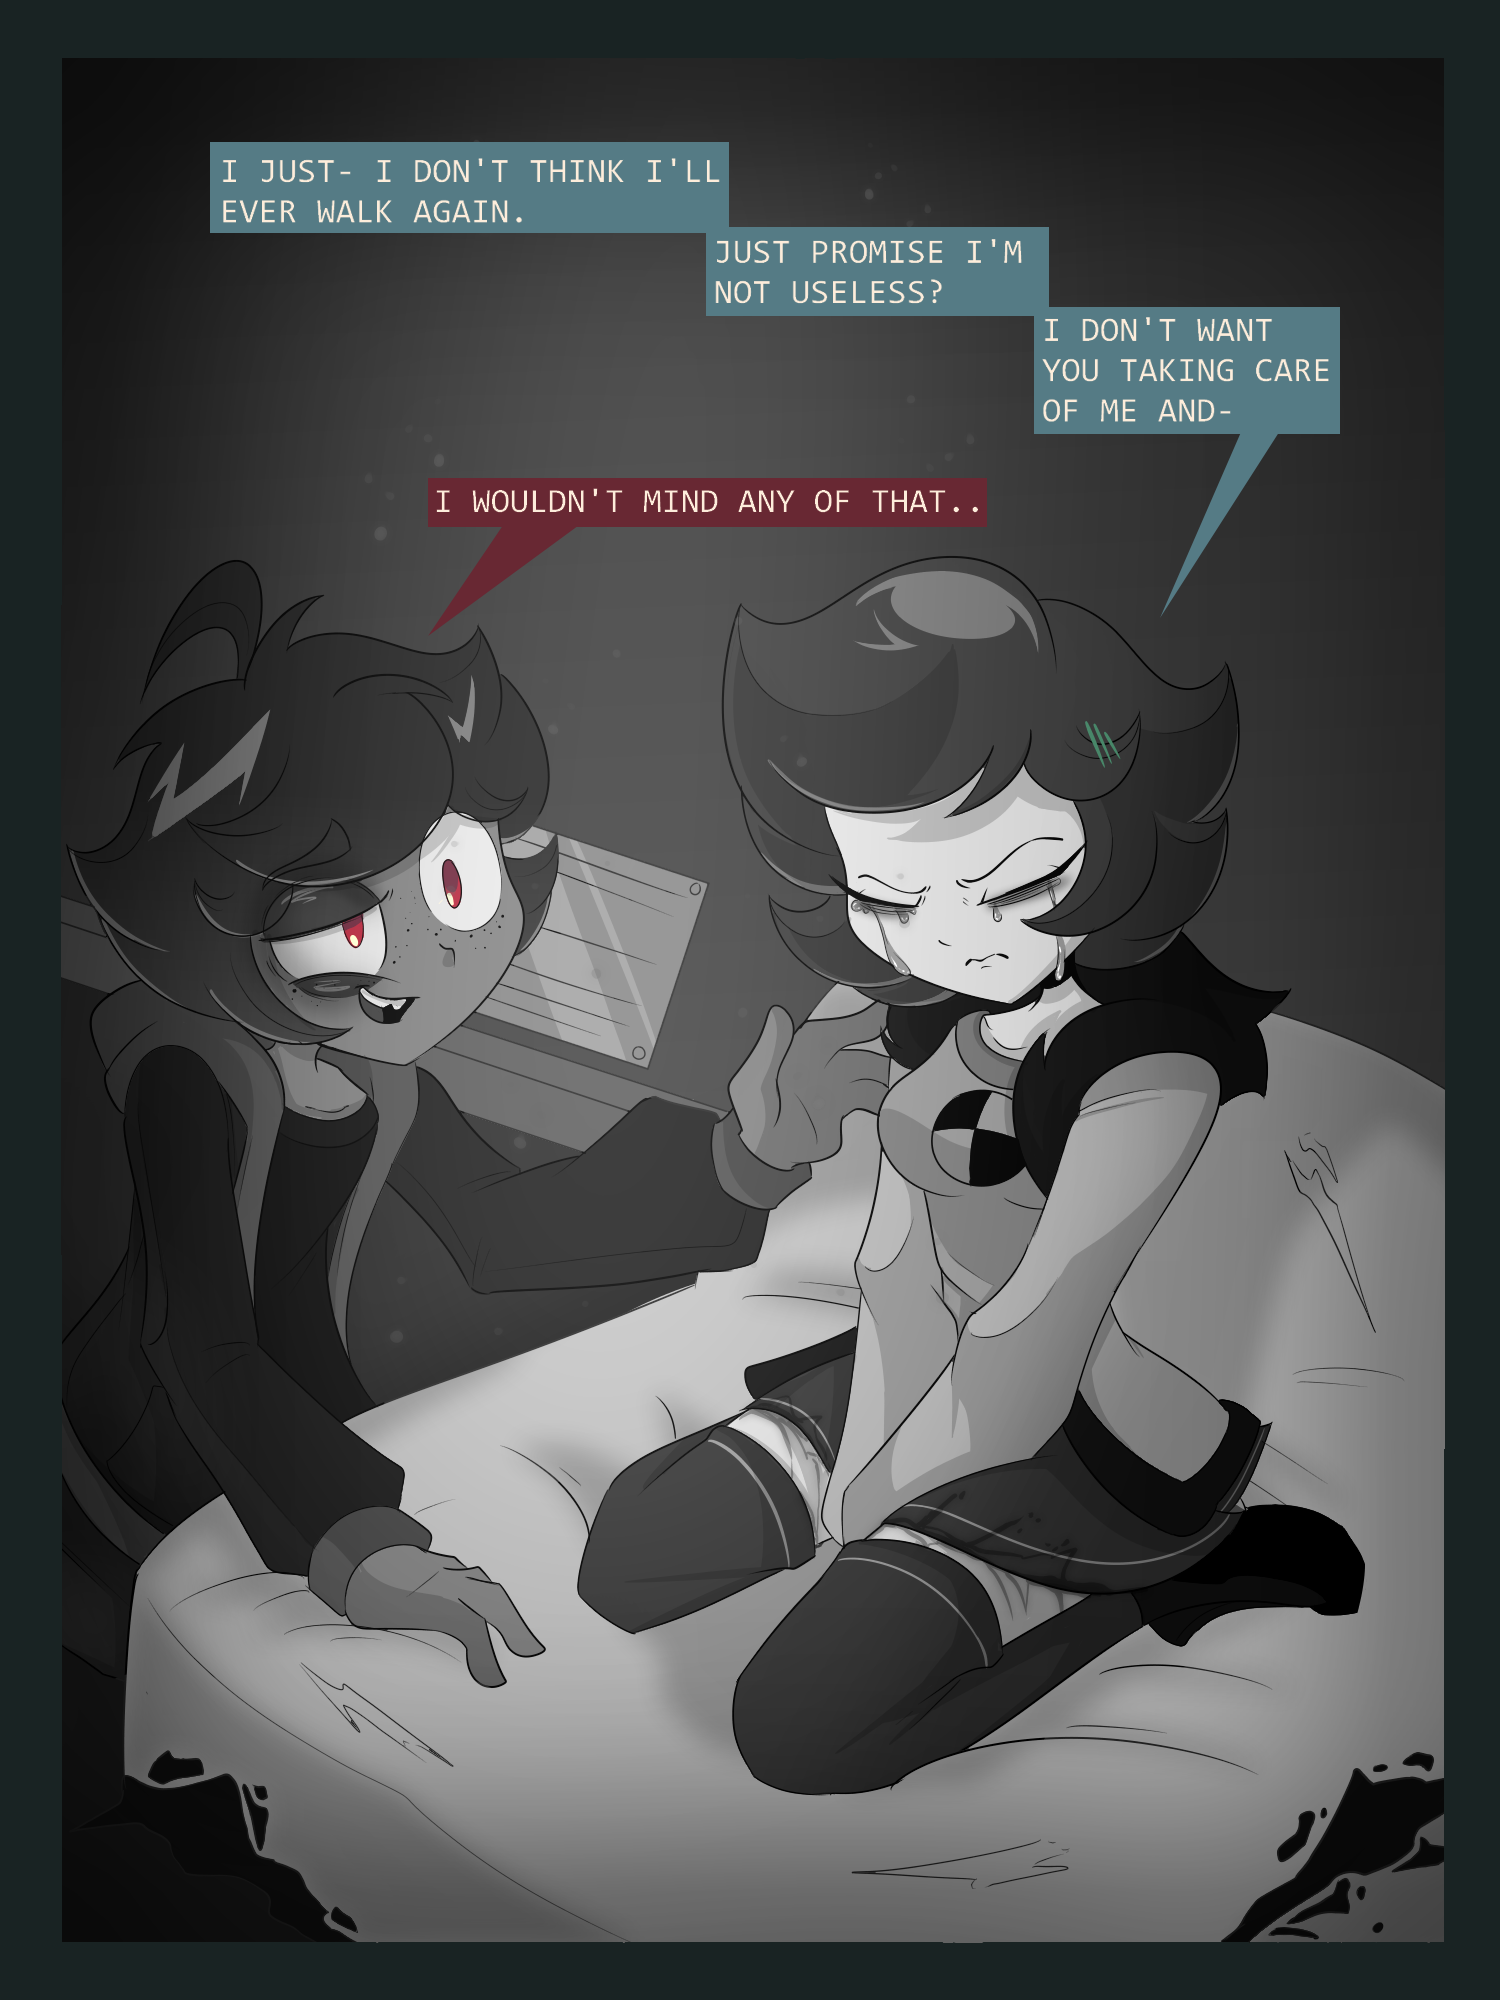 I JUST- I DON'T THINK I'LL
EVER WALK AGAIN.
JUST PROMISE I'M
NOT USELESS?
I DON'T WANT
YOU TAKING CARE
OF ME AND-
I WOULDN'T MIND ANY OF THAT..